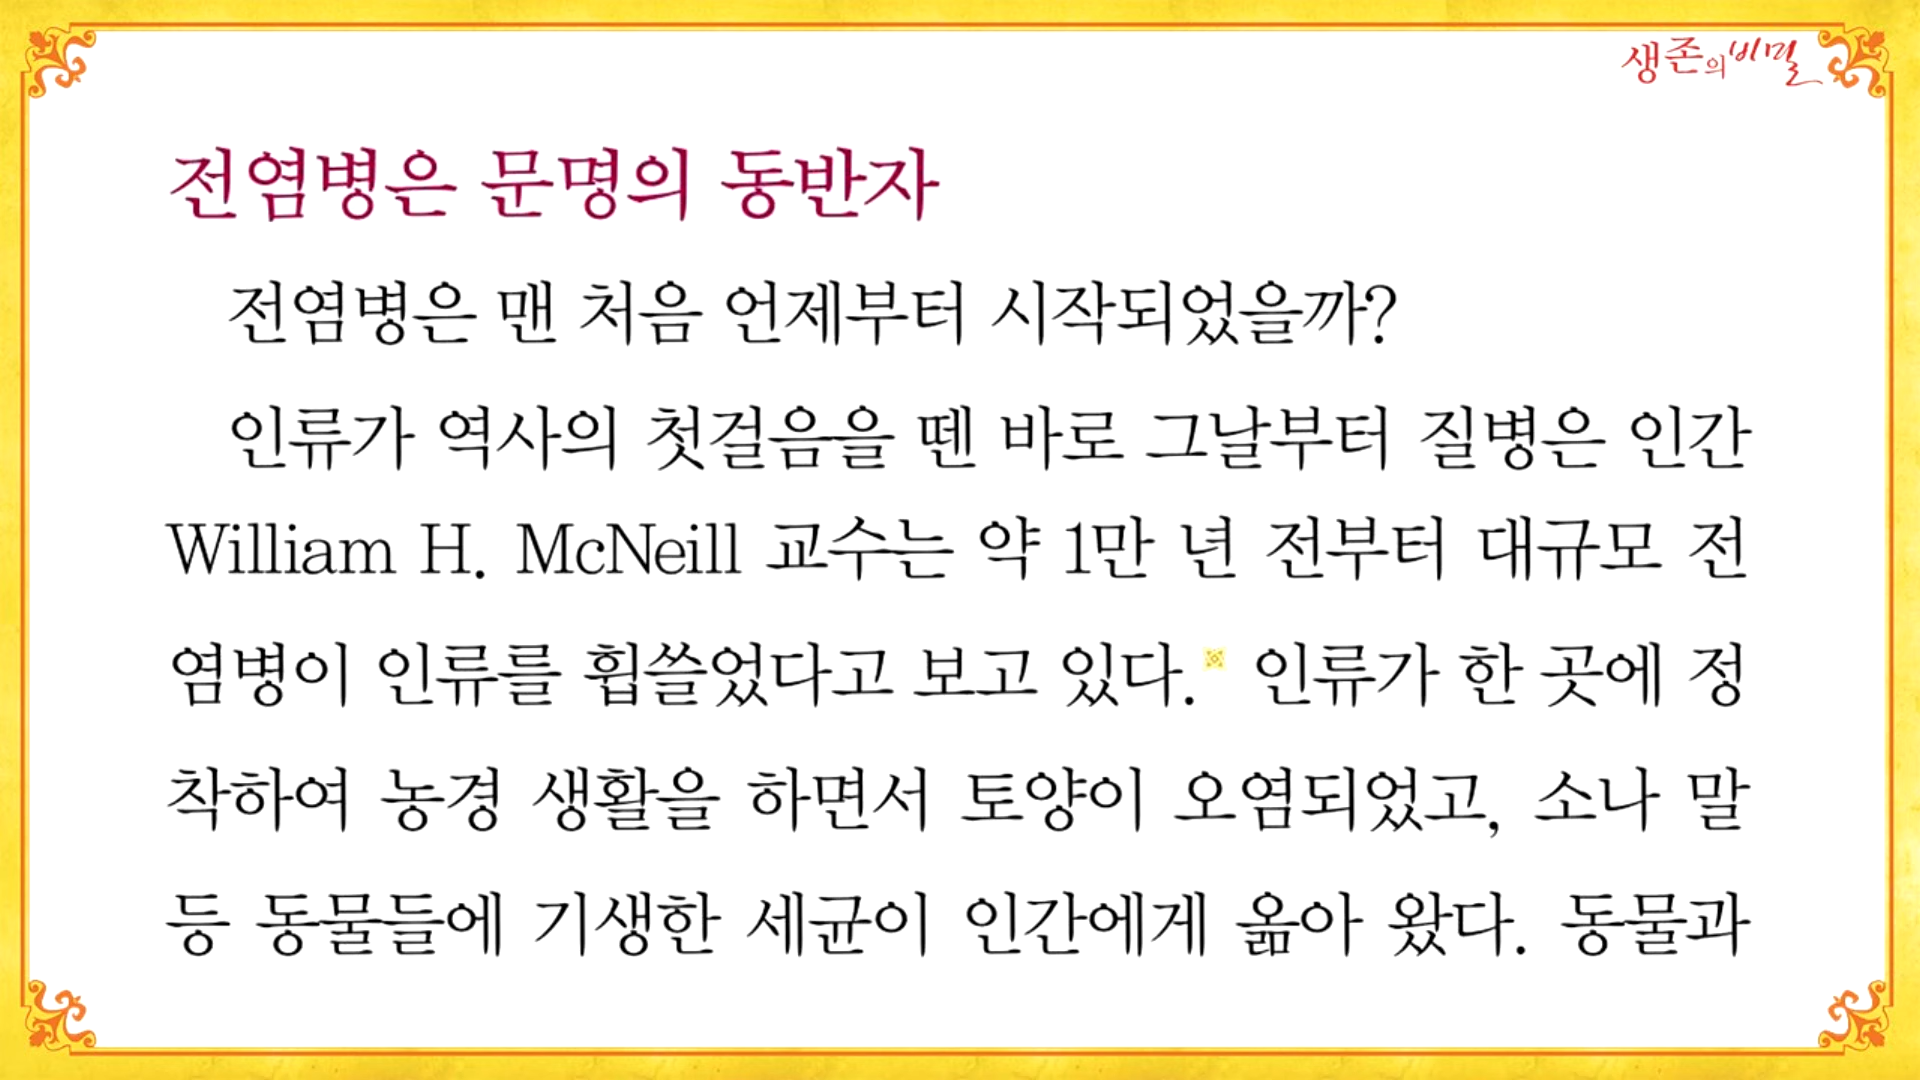 생존의 비밀
전염병은 문명의 동반자
전염병은 맨 처음 언제부터 시작되었을까?
인류가 역사의 첫걸음을 뗀 바로 그날부터 질병은 인간
William H. McNeill 교수는 약 1만 년 전부터 대규모 전
염병이 인류를 휩쓸었다고 보고 있다.※ 인류가 한 곳에 정
착하여 농경 생활을 하면서 토양이 오염되었고, 소나 말
등 동물들에 기생한 세균이 인간에게 옮아 왔다. 동물과